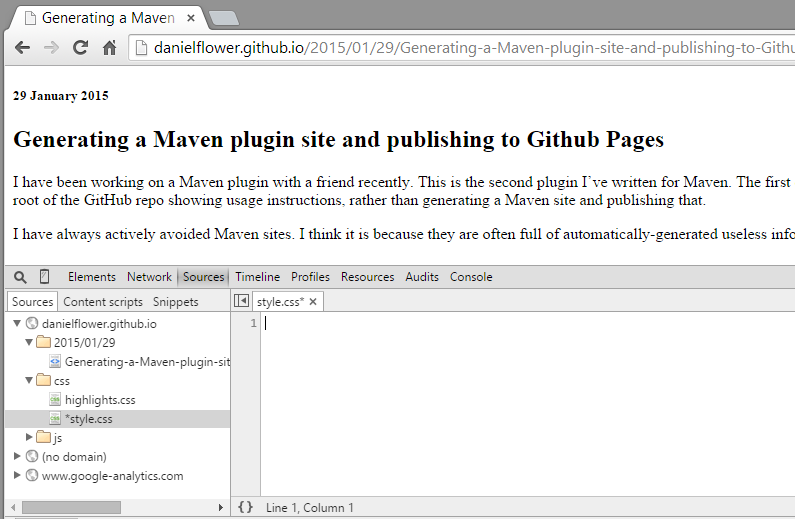 Generating a Maven
danielflower.github.io/2015/01/29/Generating-a-Maven-plugin-site-and-publishing-to-Githu
29 January 2015
Generating a Maven plugin site and publishing to Github Pages
I have been working on a Maven plugin with a friend recently. This is the second plugin I've written for Maven. The first
root of the GitHub repo showing usage instructions, rather than generating a Maven site and publishing that.
I have always actively avoided Maven sites. I think it is because they are often full of automatically-generated useless info
Elements Network Sources Timeline Profiles Resources Audits Console
Sources Content scripts Snippets
style.css* ×
danielflower.github.io
1
2015/01/29
Generating-a-Maven-plugin-sit
css
highlights.css
*style.css
js
(no domain)
www.google-analytics.com
{} Line 1, Column 1